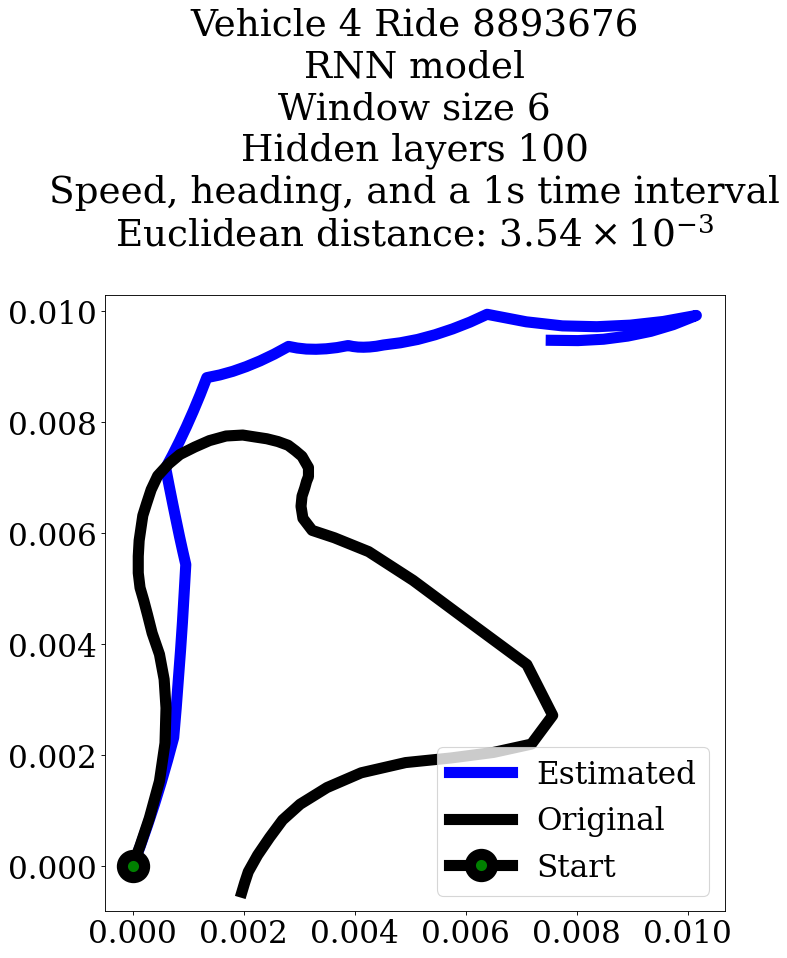 Vehicle 4 Ride 8893676
RNN model
Window size 6
Hidden layers 100
Speed, heading, and a 1s time interval
Euclidean distance: 3.54 × 10⁻³
0.010
0.008
0.006
0.004
0.002
0.000
Estimated
Original
Start
0.000 0.002 0.004 0.006 0.008 0.010